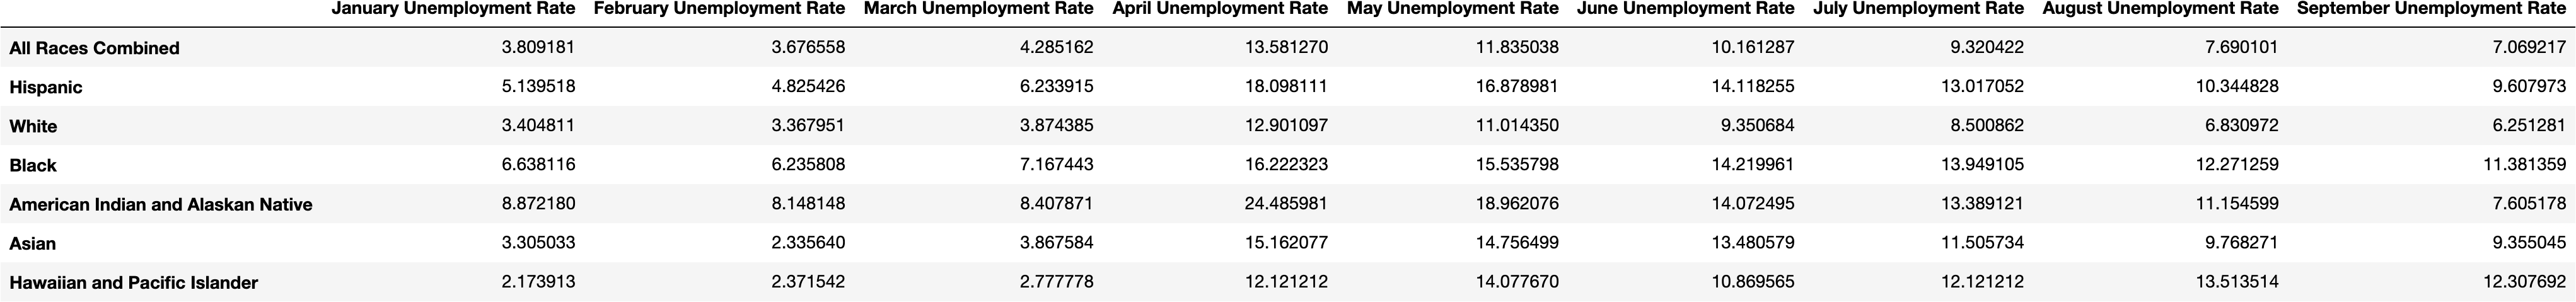 January Unemployment Rate February Unemployment Rate March Unemployment Rate April Unemployment Rate May Unemployment Rate June Unemployment Rate July Unemployment Rate August Unemployment Rate September Unemployment Rate
All Races Combined 3.809181 3.676558 4.285162 13.581270 11.835038 10.161287 9.320422 7.690101 7.069217
Hispanic 5.139518 4.825426 6.233915 18.098111 16.878981 14.118255 13.017052 10.344828 9.607973
White 3.404811 3.367951 3.874385 12.901097 11.014350 9.350684 8.500862 6.830972 6.251281
Black 6.638116 6.235808 7.167443 16.222323 15.535798 14.219961 13.949105 12.271259 11.381359
American Indian and Alaskan Native 8.872180 8.148148 8.407871 24.485981 18.962076 14.072495 13.389121 11.154599 7.605178
Asian 3.305033 2.335640 3.867584 15.162077 14.756499 13.480579 11.505734 9.768271 9.355045
Hawaiian and Pacific Islander 2.173913 2.371542 2.777778 12.121212 14.077670 10.869565 12.121212 13.513514 12.307692